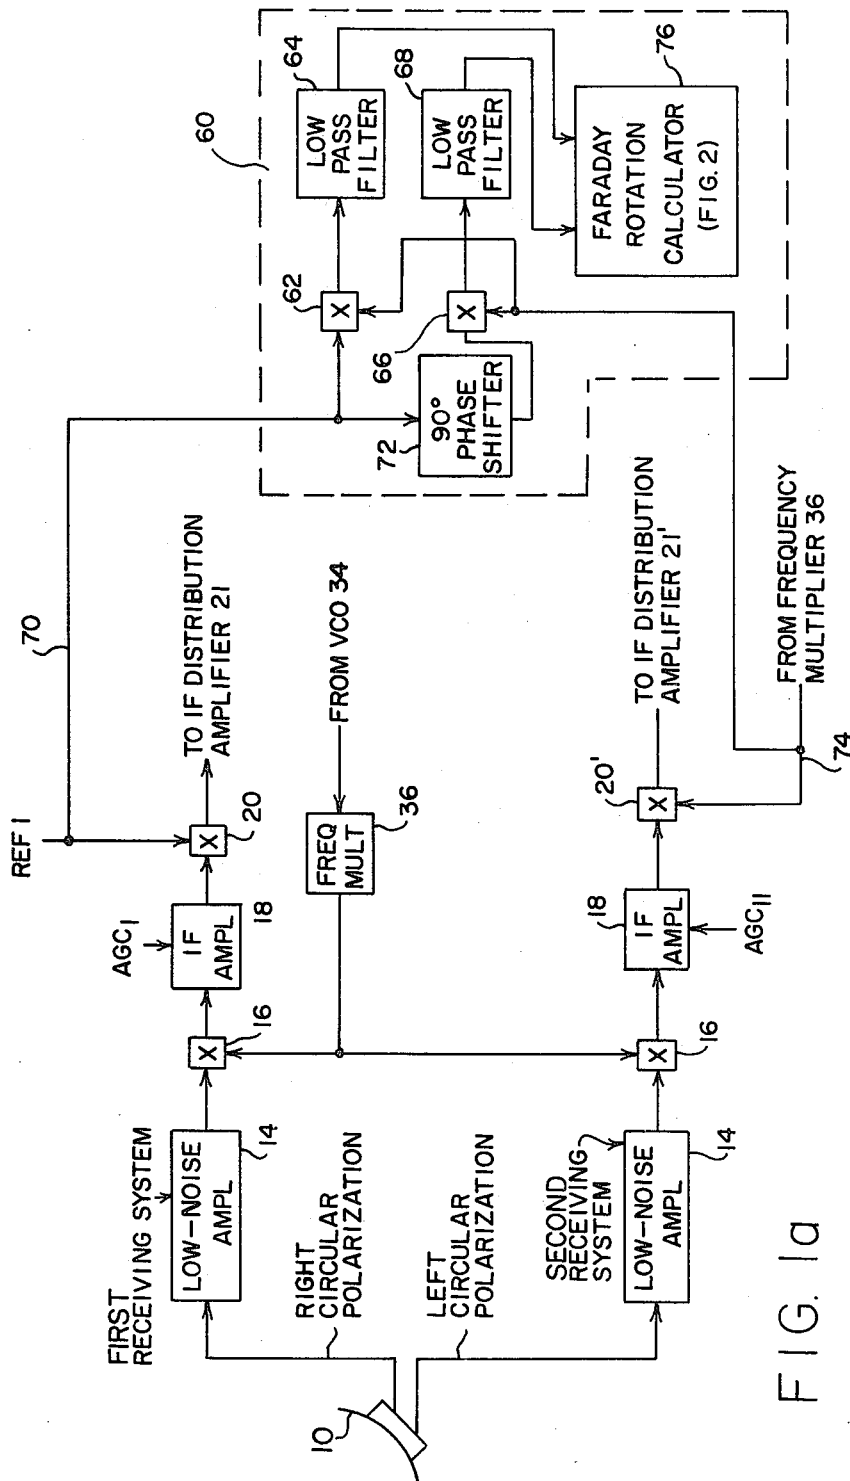 60
64
LOW
PASS
FILTER
68
LOW
PASS
FILTER
76
FARADAY
ROTATION
CALCULATOR
(FIG. 2)
62
X
66
X
72
90°
PHASE
SHIFTER
70
REF 1
TO IF DISTRIBUTION
AMPLIFIER 21
X
20
AGC I
18
IF
AMPL
X
16
FIRST
RECEIVING SYSTEM
LOW-NOISE
AMPL
14
FROM VCO 34
36
FREQ
MULT
RIGHT
CIRCULAR
POLARIZATION
LEFT
CIRCULAR
POLARIZATION
10
TO IF DISTRIBUTION
AMPLIFIER 21'
20'
X
FROM FREQUENCY
MULTIPLIER 36
74
18
IF
AMPL
AGC II
X
16
SECOND
RECEIVING
SYSTEM
LOW-NOISE
AMPL
14
FIG. 1a